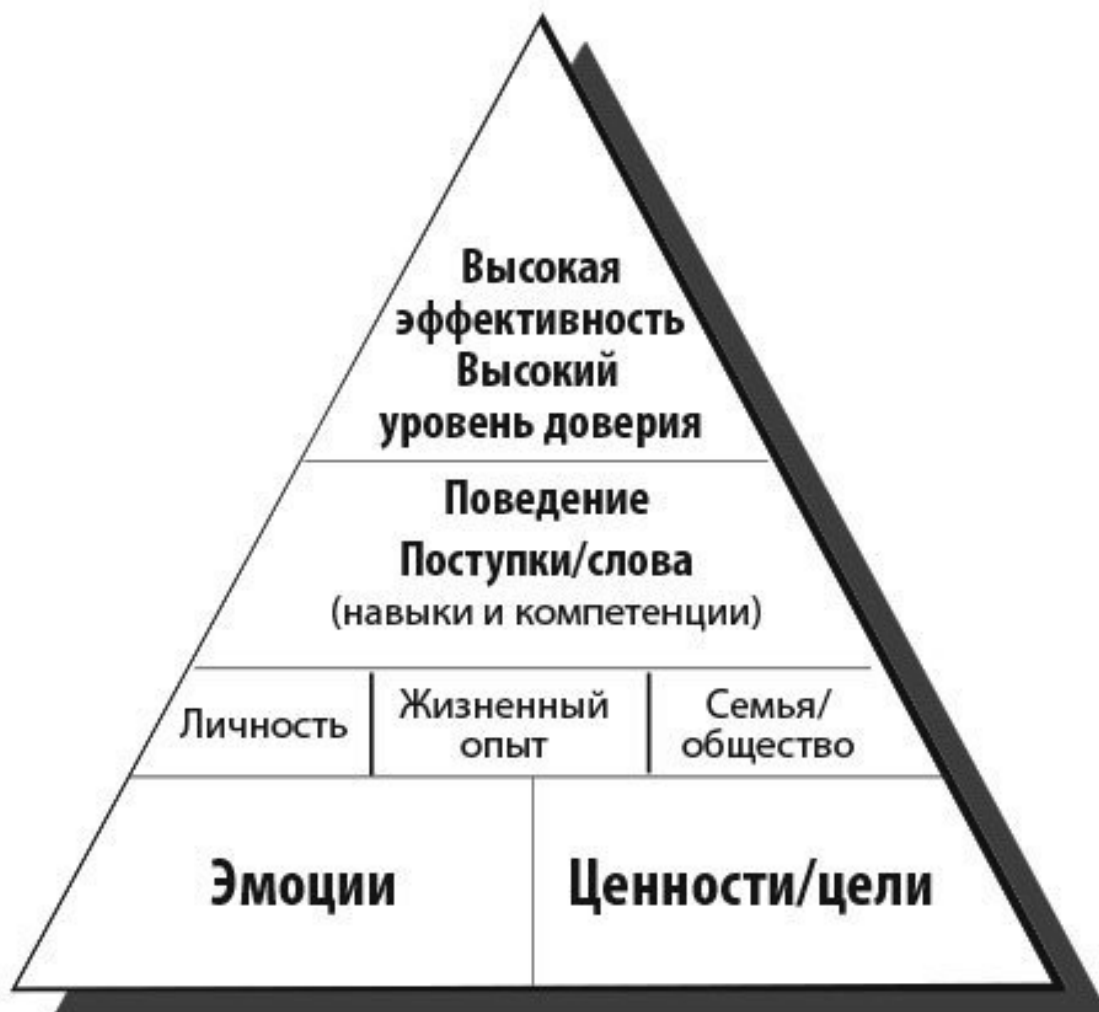 Высокая
эффективность
Высокий
уровень доверия
Поведение
Поступки/слова
(навыки и компетенции)
Личность
Жизненный
опыт
Семья/
общество
Эмоции
Ценности/цели